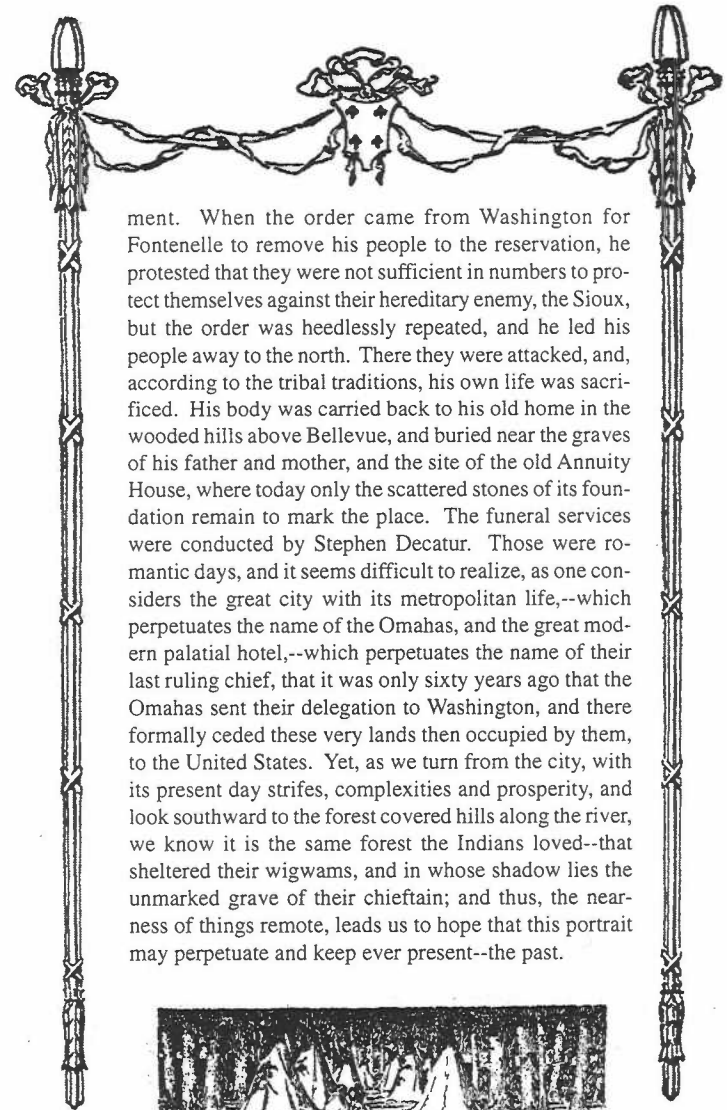 ment. When the order came from Washington for
Fontenelle to remove his people to the reservation, he
protested that they were not sufficient in numbers to pro-
tect themselves against their hereditary enemy, the Sioux,
but the order was heedlessly repeated, and he led his
people away to the north. There they were attacked, and,
according to the tribal traditions, his own life was sacri-
ficed. His body was carried back to his old home in the
wooded hills above Bellevue, and buried near the graves
of his father and mother, and the site of the old Annuity
House, where today only the scattered stones of its foun-
dation remain to mark the place. The funeral services
were conducted by Stephen Decatur. Those were ro-
mantic days, and it seems difficult to realize, as one con-
siders the great city with its metropolitan life,--which
perpetuates the name of the Omahas, and the great mod-
ern palatial hotel,--which perpetuates the name of their
last ruling chief, that it was only sixty years ago that the
Omahas sent their delegation to Washington, and there
formally ceded these very lands then occupied by them,
to the United States. Yet, as we turn from the city, with
its present day strifes, complexities and prosperity, and
look southward to the forest covered hills along the river,
we know it is the same forest the Indians loved--that
sheltered their wigwams, and in whose shadow lies the
unmarked grave of their chieftain; and thus, the near-
ness of things remote, leads us to hope that this portrait
may perpetuate and keep ever present--the past.